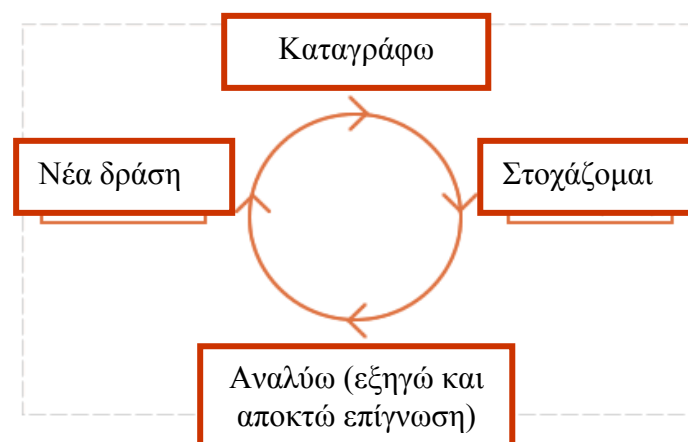 Καταγράφω
Νέα δράση
Στοχάζομαι
Αναλύω (εξηγώ και
αποκτώ επίγνωση)